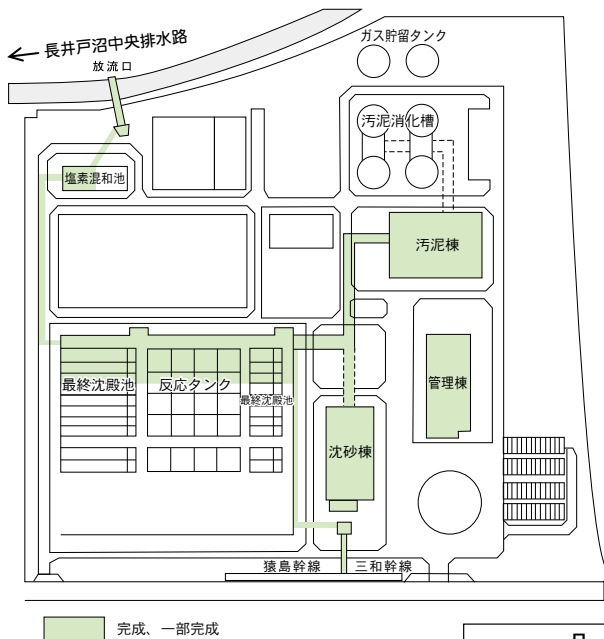 ガス貯留タンク
長井戸沼中央排水路
放流口
汚泥消化槽
塩素混和池
汚泥棟
最終沈殿池
反応タンク
最終沈殿池
管理棟
沈砂棟
猿島幹線
三和幹線
完成、一部完成